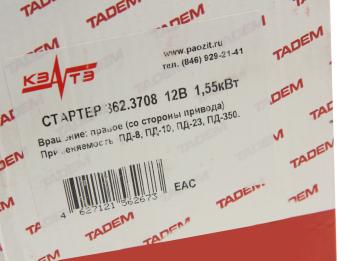 TADEM
TADEM
TADEM
КЗАТЭ
www.paozit.ru
тел. (846) 929-21-41
СТАРТЕР 362.3708 12В 1,55кВт
Вращение: правое (со стороны привода)
Применяемость: ПД-8, ПД-10, ПД-23, ПД-350.
4 627121 562673
EAC
TADEM
TADEM
TADEM
TADEM